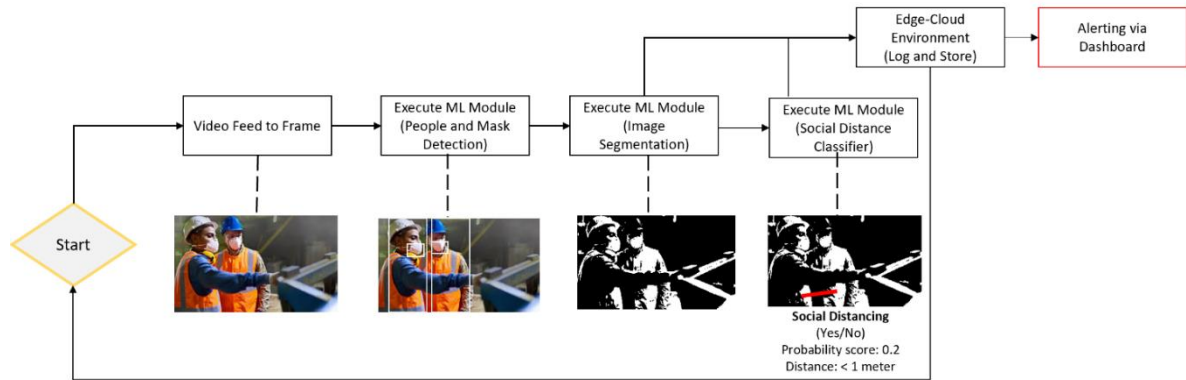 Edge-Cloud
Environment
(Log and Store)
Alerting via
Dashboard
Video Feed to Frame
Execute ML Module
(People and Mask
Detection)
Execute ML Module
(Image
Segmentation)
Execute ML Module
(Social Distance
Classifier)
Start
Social Distancing
(Yes/No)
Probability score: 0.2
Distance: < 1 meter